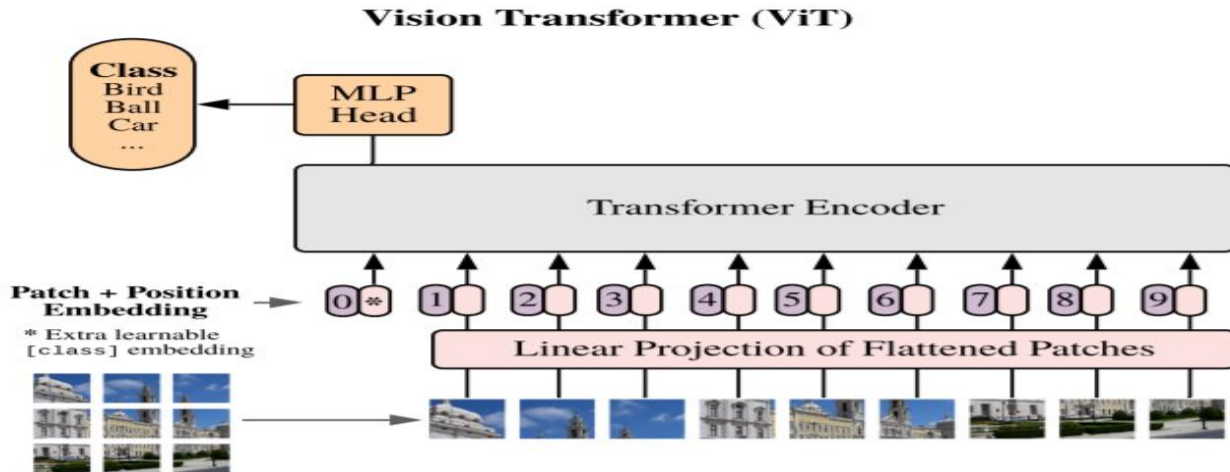 Vision Transformer (ViT)
Class
Bird
Ball
Car
...
MLP
Head
Transformer Encoder
Patch + Position
Embedding
0 * 1 2 3 4 5 6 7 8 9
* Extra learnable
[class] embedding
Linear Projection of Flattened Patches